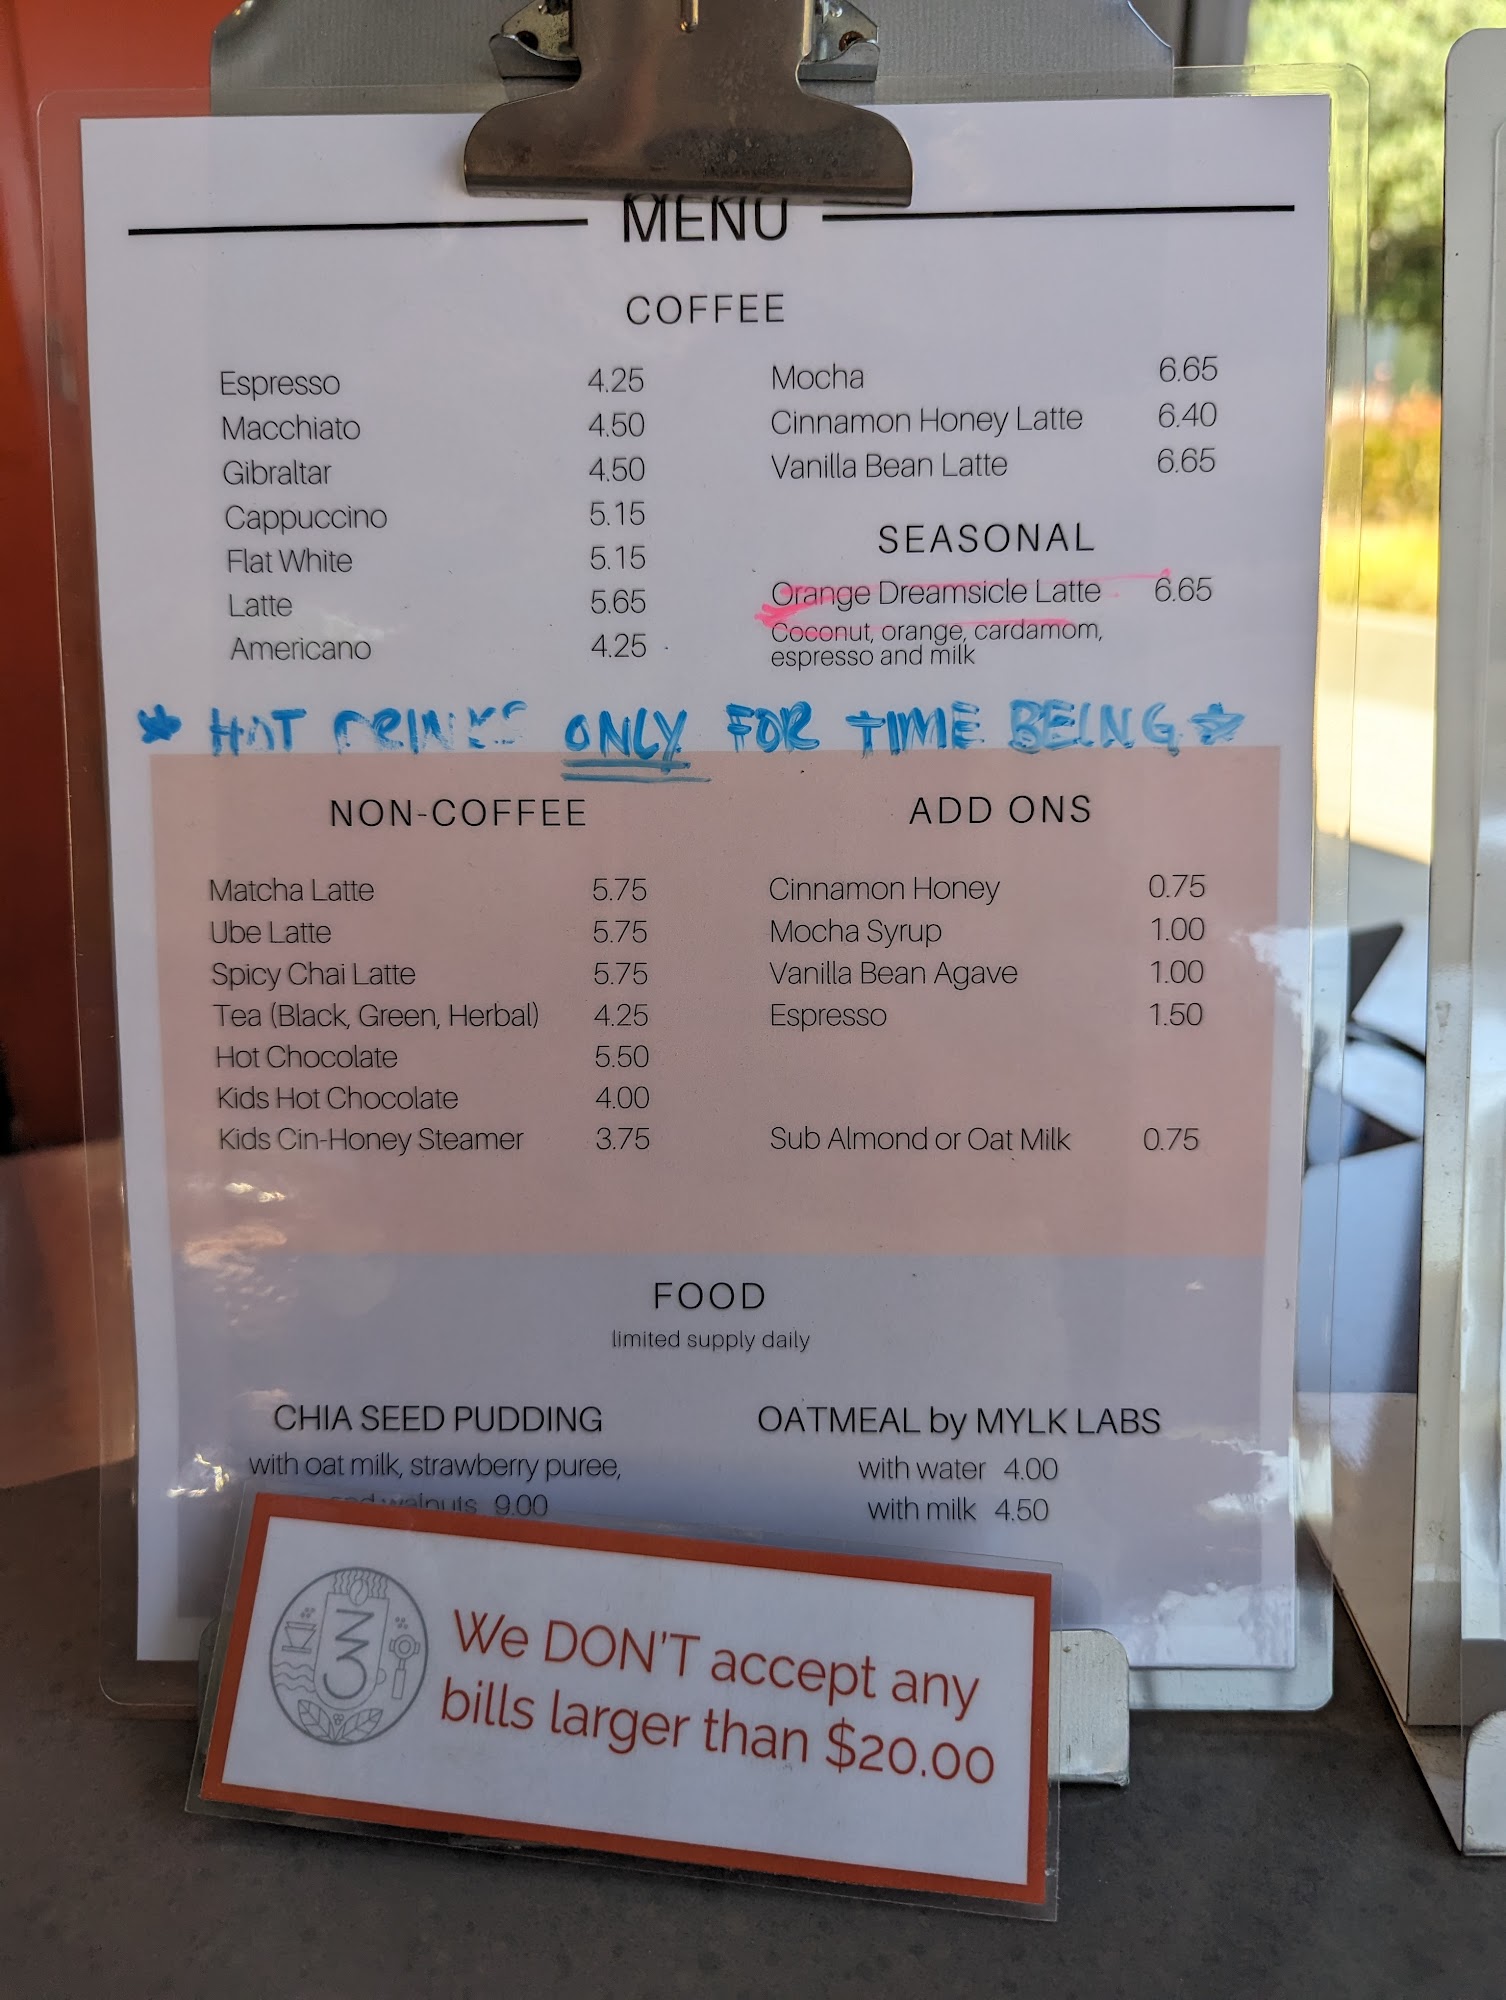 MENU
COFFEE
Espresso 4.25
Macchiato 4.50
Gibraltar 4.50
Cappuccino 5.15
Flat White 5.15
Latte 5.65
Americano 4.25
Mocha 6.65
Cinnamon Honey Latte 6.40
Vanilla Bean Latte 6.65
SEASONAL
Orange Dreamsicle Latte 6.65
Coconut, orange, cardamom,
espresso and milk
HOT DRINKS ONLY FOR TIME BEING
NON-COFFEE
Matcha Latte 5.75
Ube Latte 5.75
Spicy Chai Latte 5.75
Tea (Black, Green, Herbal) 4.25
Hot Chocolate 5.50
Kids Hot Chocolate 4.00
Kids Cin-Honey Steamer 3.75
ADD ONS
Cinnamon Honey 0.75
Mocha Syrup 1.00
Vanilla Bean Agave 1.00
Espresso 1.50
Sub Almond or Oat Milk 0.75
FOOD
limited supply daily
CHIA SEED PUDDING
with oat milk, strawberry puree,
and walnuts 9.00
OATMEAL by MYLK LABS
with water 4.00
with milk 4.50
We DON'T accept any
bills larger than $20.00